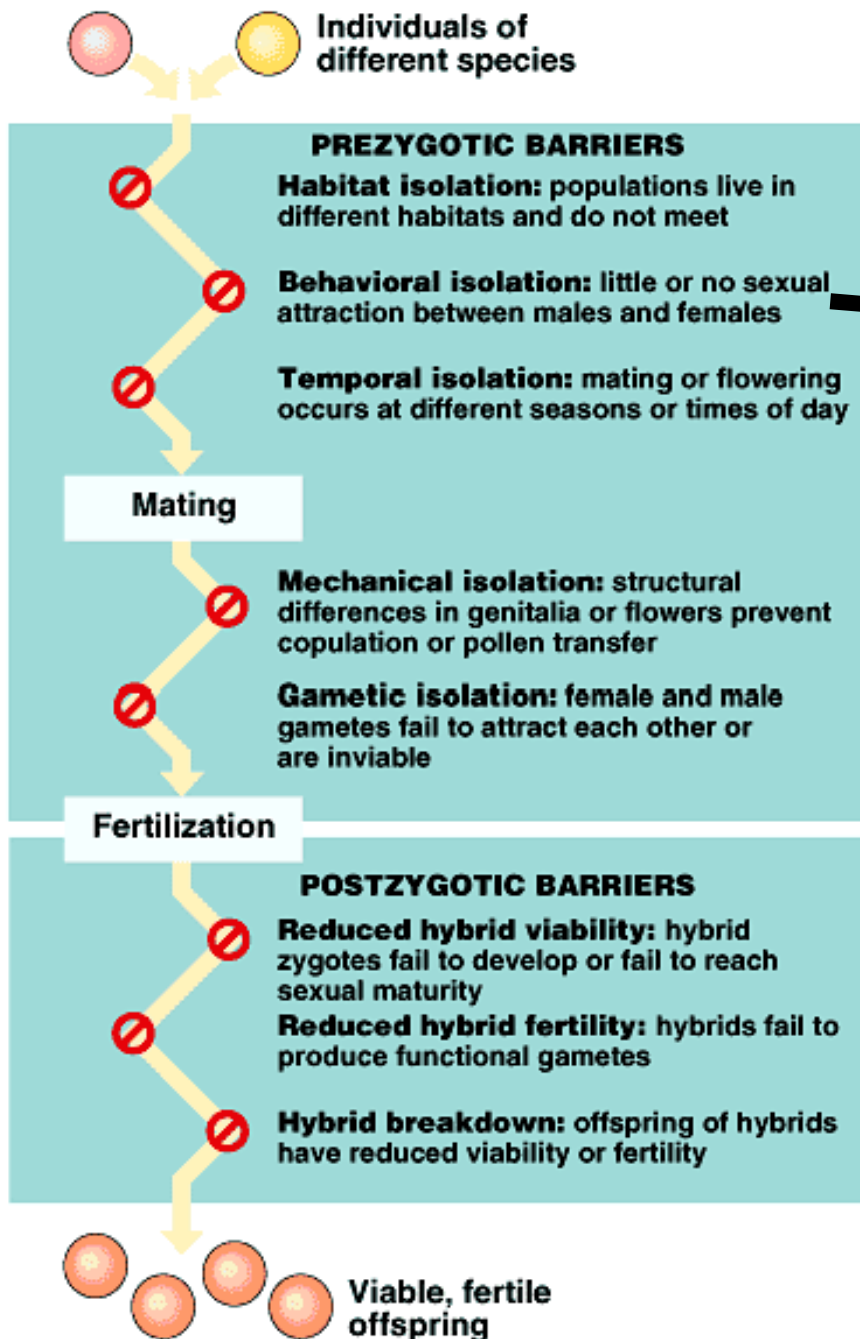 Individuals of
different species
PREZYGOTIC BARRIERS
Habitat isolation: populations live in
different habitats and do not meet
Behavioral isolation: little or no sexual
attraction between males and females
Temporal isolation: mating or flowering
occurs at different seasons or times of day
Mating
Mechanical isolation: structural
differences in genitalia or flowers prevent
copulation or pollen transfer
Gametic isolation: female and male
gametes fail to attract each other or
are inviable
Fertilization
POSTZYGOTIC BARRIERS
Reduced hybrid viability: hybrid
zygotes fail to develop or fail to reach
sexual maturity
Reduced hybrid fertility: hybrids fail to
produce functional gametes
Hybrid breakdown: offspring of hybrids
have reduced viability or fertility
Viable, fertile
offspring